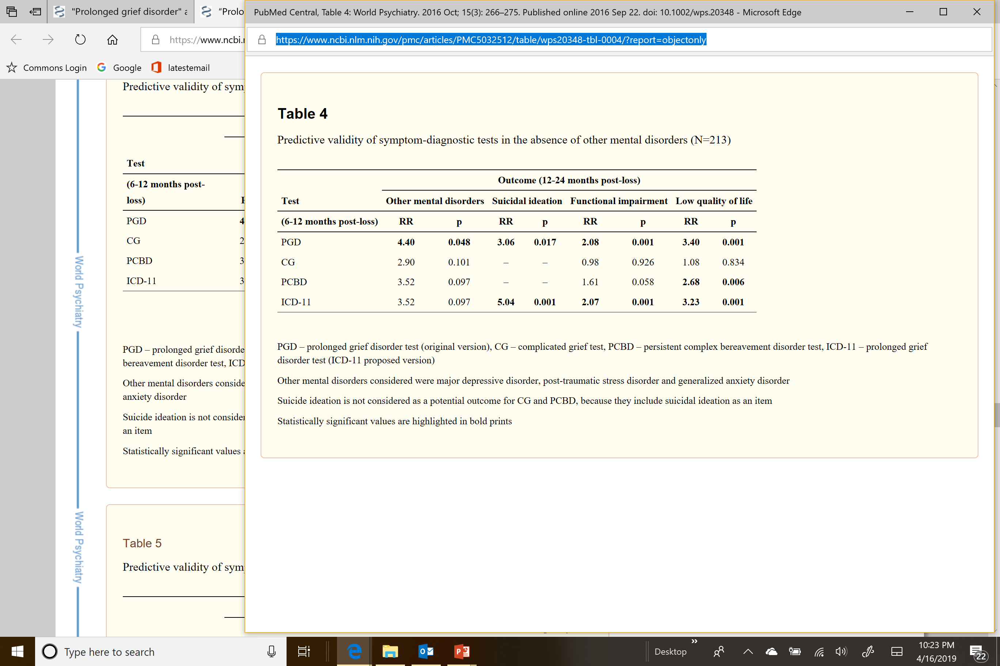 "Prolonged grief disorder" a
"Prolo
PubMed Central, Table 4: World Psychiatry. 2016 Oct; 15(3): 266–275. Published online 2016 Sep 22. doi: 10.1002/wps.20348 - Microsoft Edge
https://www.ncbi.n
https://www.ncbi.nlm.nih.gov/pmc/articles/PMC5032512/table/wps20348-tbl-0004/?report=objectonly
Commons Login Google latestemail
Predictive validity of sym
Test
(6-12 months post-
loss)
PGD 4
CG 2
PCBD 3
ICD-11 3
PGD – prolonged grief disorde
bereavement disorder test, ICD
Other mental disorders conside
anxiety disorder
Suicide ideation is not consider
an item
Statistically significant values
Table 5
Predictive validity of sym
World Psychiatry
World Psychiatry
Table 4
Predictive validity of symptom-diagnostic tests in the absence of other mental disorders (N=213)
Outcome (12-24 months post-loss)
Test Other mental disorders Suicidal ideation Functional impairment Low quality of life
(6-12 months post-loss) RR p RR p RR p RR p
PGD 4.40 0.048 3.06 0.017 2.08 0.001 3.40 0.001
CG 2.90 0.101 – – 0.98 0.926 1.08 0.834
PCBD 3.52 0.097 – – 1.61 0.058 2.68 0.006
ICD-11 3.52 0.097 5.04 0.001 2.07 0.001 3.23 0.001
PGD – prolonged grief disorder test (original version), CG – complicated grief test, PCBD – persistent complex bereavement disorder test, ICD-11 – prolonged grief
disorder test (ICD-11 proposed version)
Other mental disorders considered were major depressive disorder, post-traumatic stress disorder and generalized anxiety disorder
Suicide ideation is not considered as a potential outcome for CG and PCBD, because they include suicidal ideation as an item
Statistically significant values are highlighted in bold prints
Type here to search
Desktop
10:23 PM
4/16/2019
22